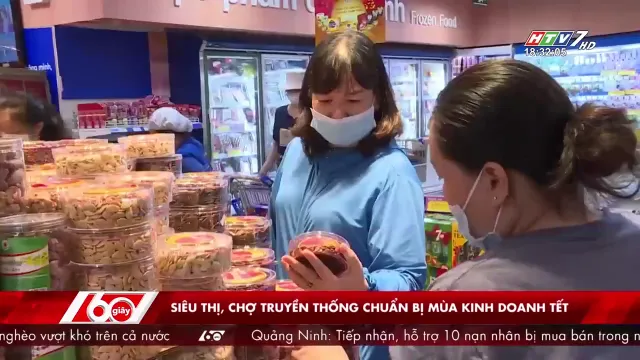 Frozen Food
HTV7 HD
18:32:05
60 giây
SIÊU THỊ, CHỢ TRUYỀN THỐNG CHUẨN BỊ MÙA KINH DOANH TẾT
nghèo vượt khó trên cả nước 60 Quảng Ninh: Tiếp nhận, hỗ trợ 10 nạn nhân bị mua bán trong n